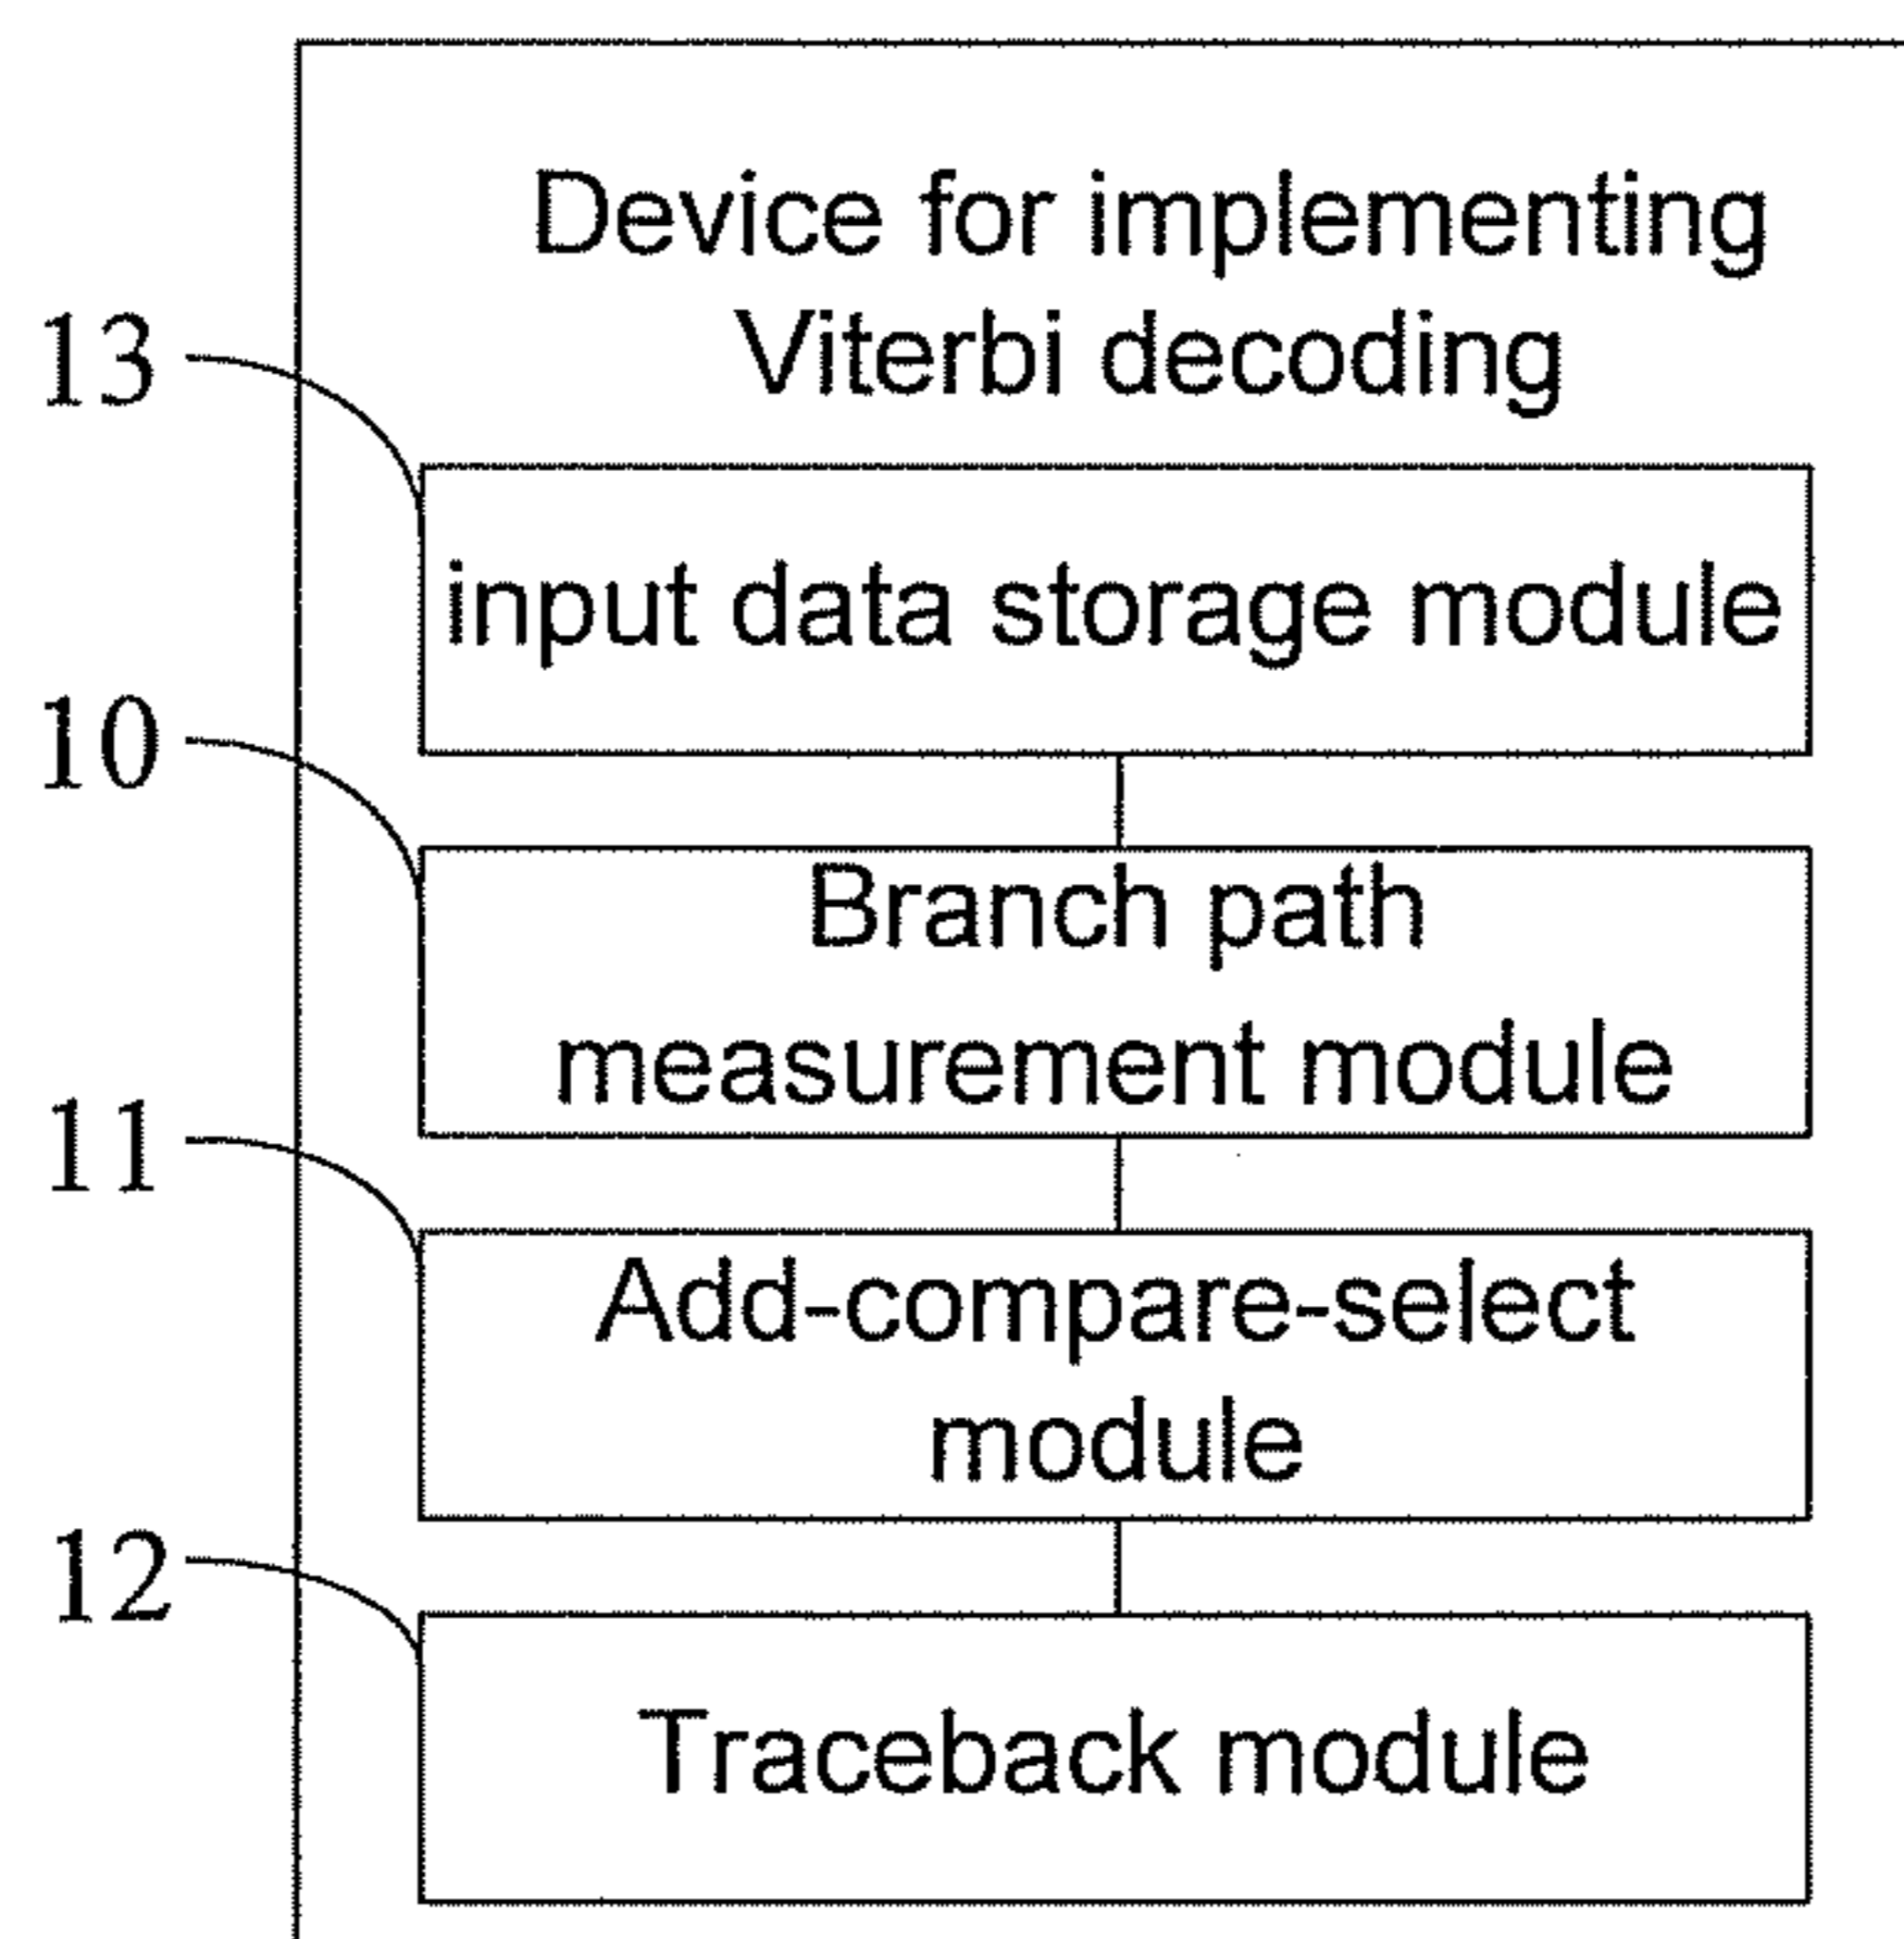 Device for implementing
Viterbi decoding
13
input data storage module
10
Branch path
measurement module
11
Add-compare-select
module
12
Traceback module